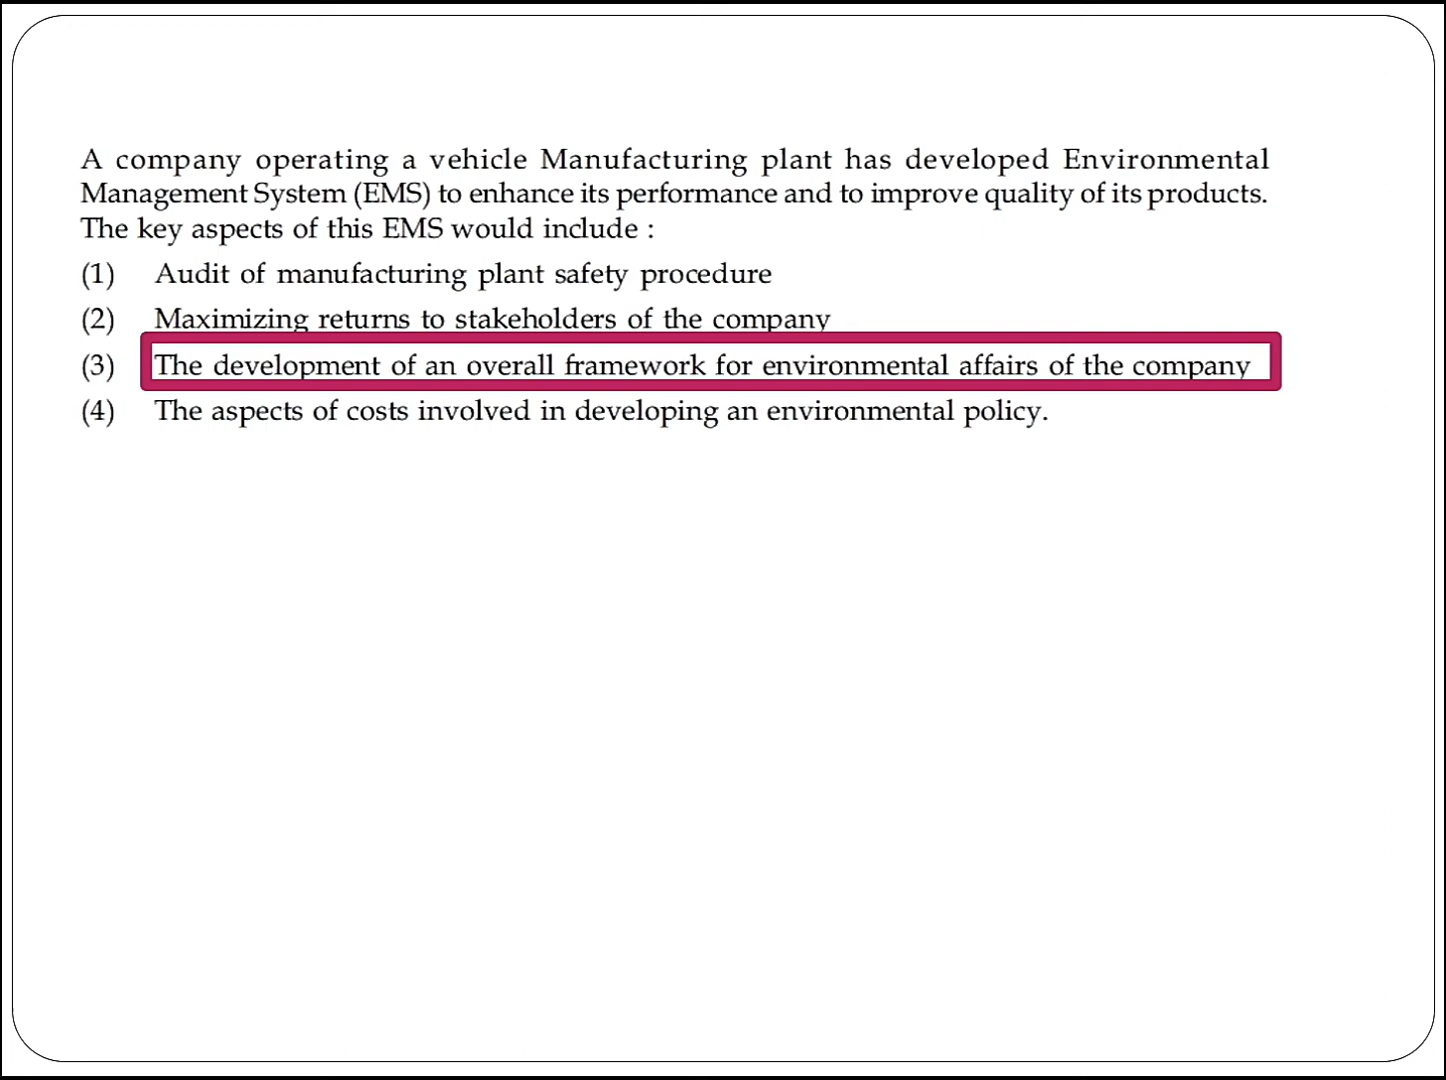 A company operating a vehicle Manufacturing plant has developed Environmental
Management System (EMS) to enhance its performance and to improve quality of its products.
The key aspects of this EMS would include :
(1) Audit of manufacturing plant safety procedure
(2) Maximizing returns to stakeholders of the company
(3) The development of an overall framework for environmental affairs of the company
(4) The aspects of costs involved in developing an environmental policy.